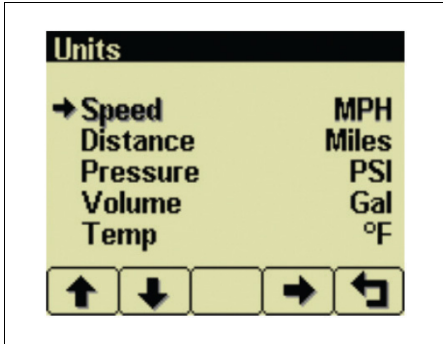 Units
Speed MPH
Distance Miles
Pressure PSI
Volume Gal
Temp °F